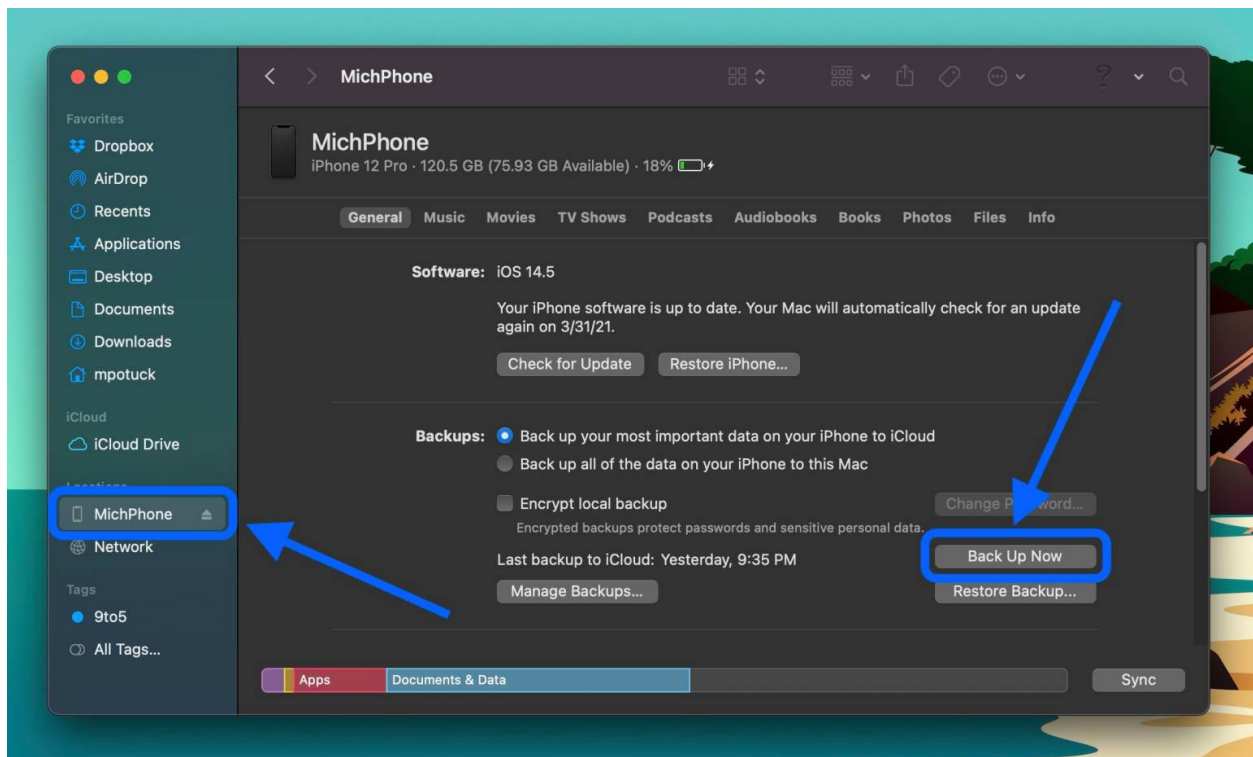 MichPhone
Favorites
Dropbox
AirDrop
Recents
Applications
Desktop
Documents
Downloads
mpotuck
iCloud
iCloud Drive
Locations
MichPhone
Network
Tags
9to5
All Tags...
MichPhone
iPhone 12 Pro · 120.5 GB (75.93 GB Available) · 18%
General Music Movies TV Shows Podcasts Audiobooks Books Photos Files Info
Software: iOS 14.5
Your iPhone software is up to date. Your Mac will automatically check for an update
again on 3/31/21.
Check for Update Restore iPhone...
Backups: Back up your most important data on your iPhone to iCloud
Back up all of the data on your iPhone to this Mac
Encrypt local backup Change Password...
Encrypted backups protect passwords and sensitive personal data.
Last backup to iCloud: Yesterday, 9:35 PM Back Up Now
Manage Backups... Restore Backup...
Apps Documents & Data Sync